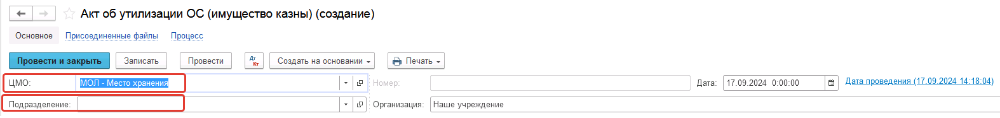 Акт об утилизации ОС (имущество казны) (создание)
Основное Присоединенные файлы Процесс
Провести и закрыть Записать Провести Дт Кт Создать на основании Печать
ЦМО: МОЛ - Место хранения Номер: Дата: 17.09.2024 0:00:00 Дата проведения (17.09.2024 14:18:04)
Подразделение: Организация: Наше учреждение